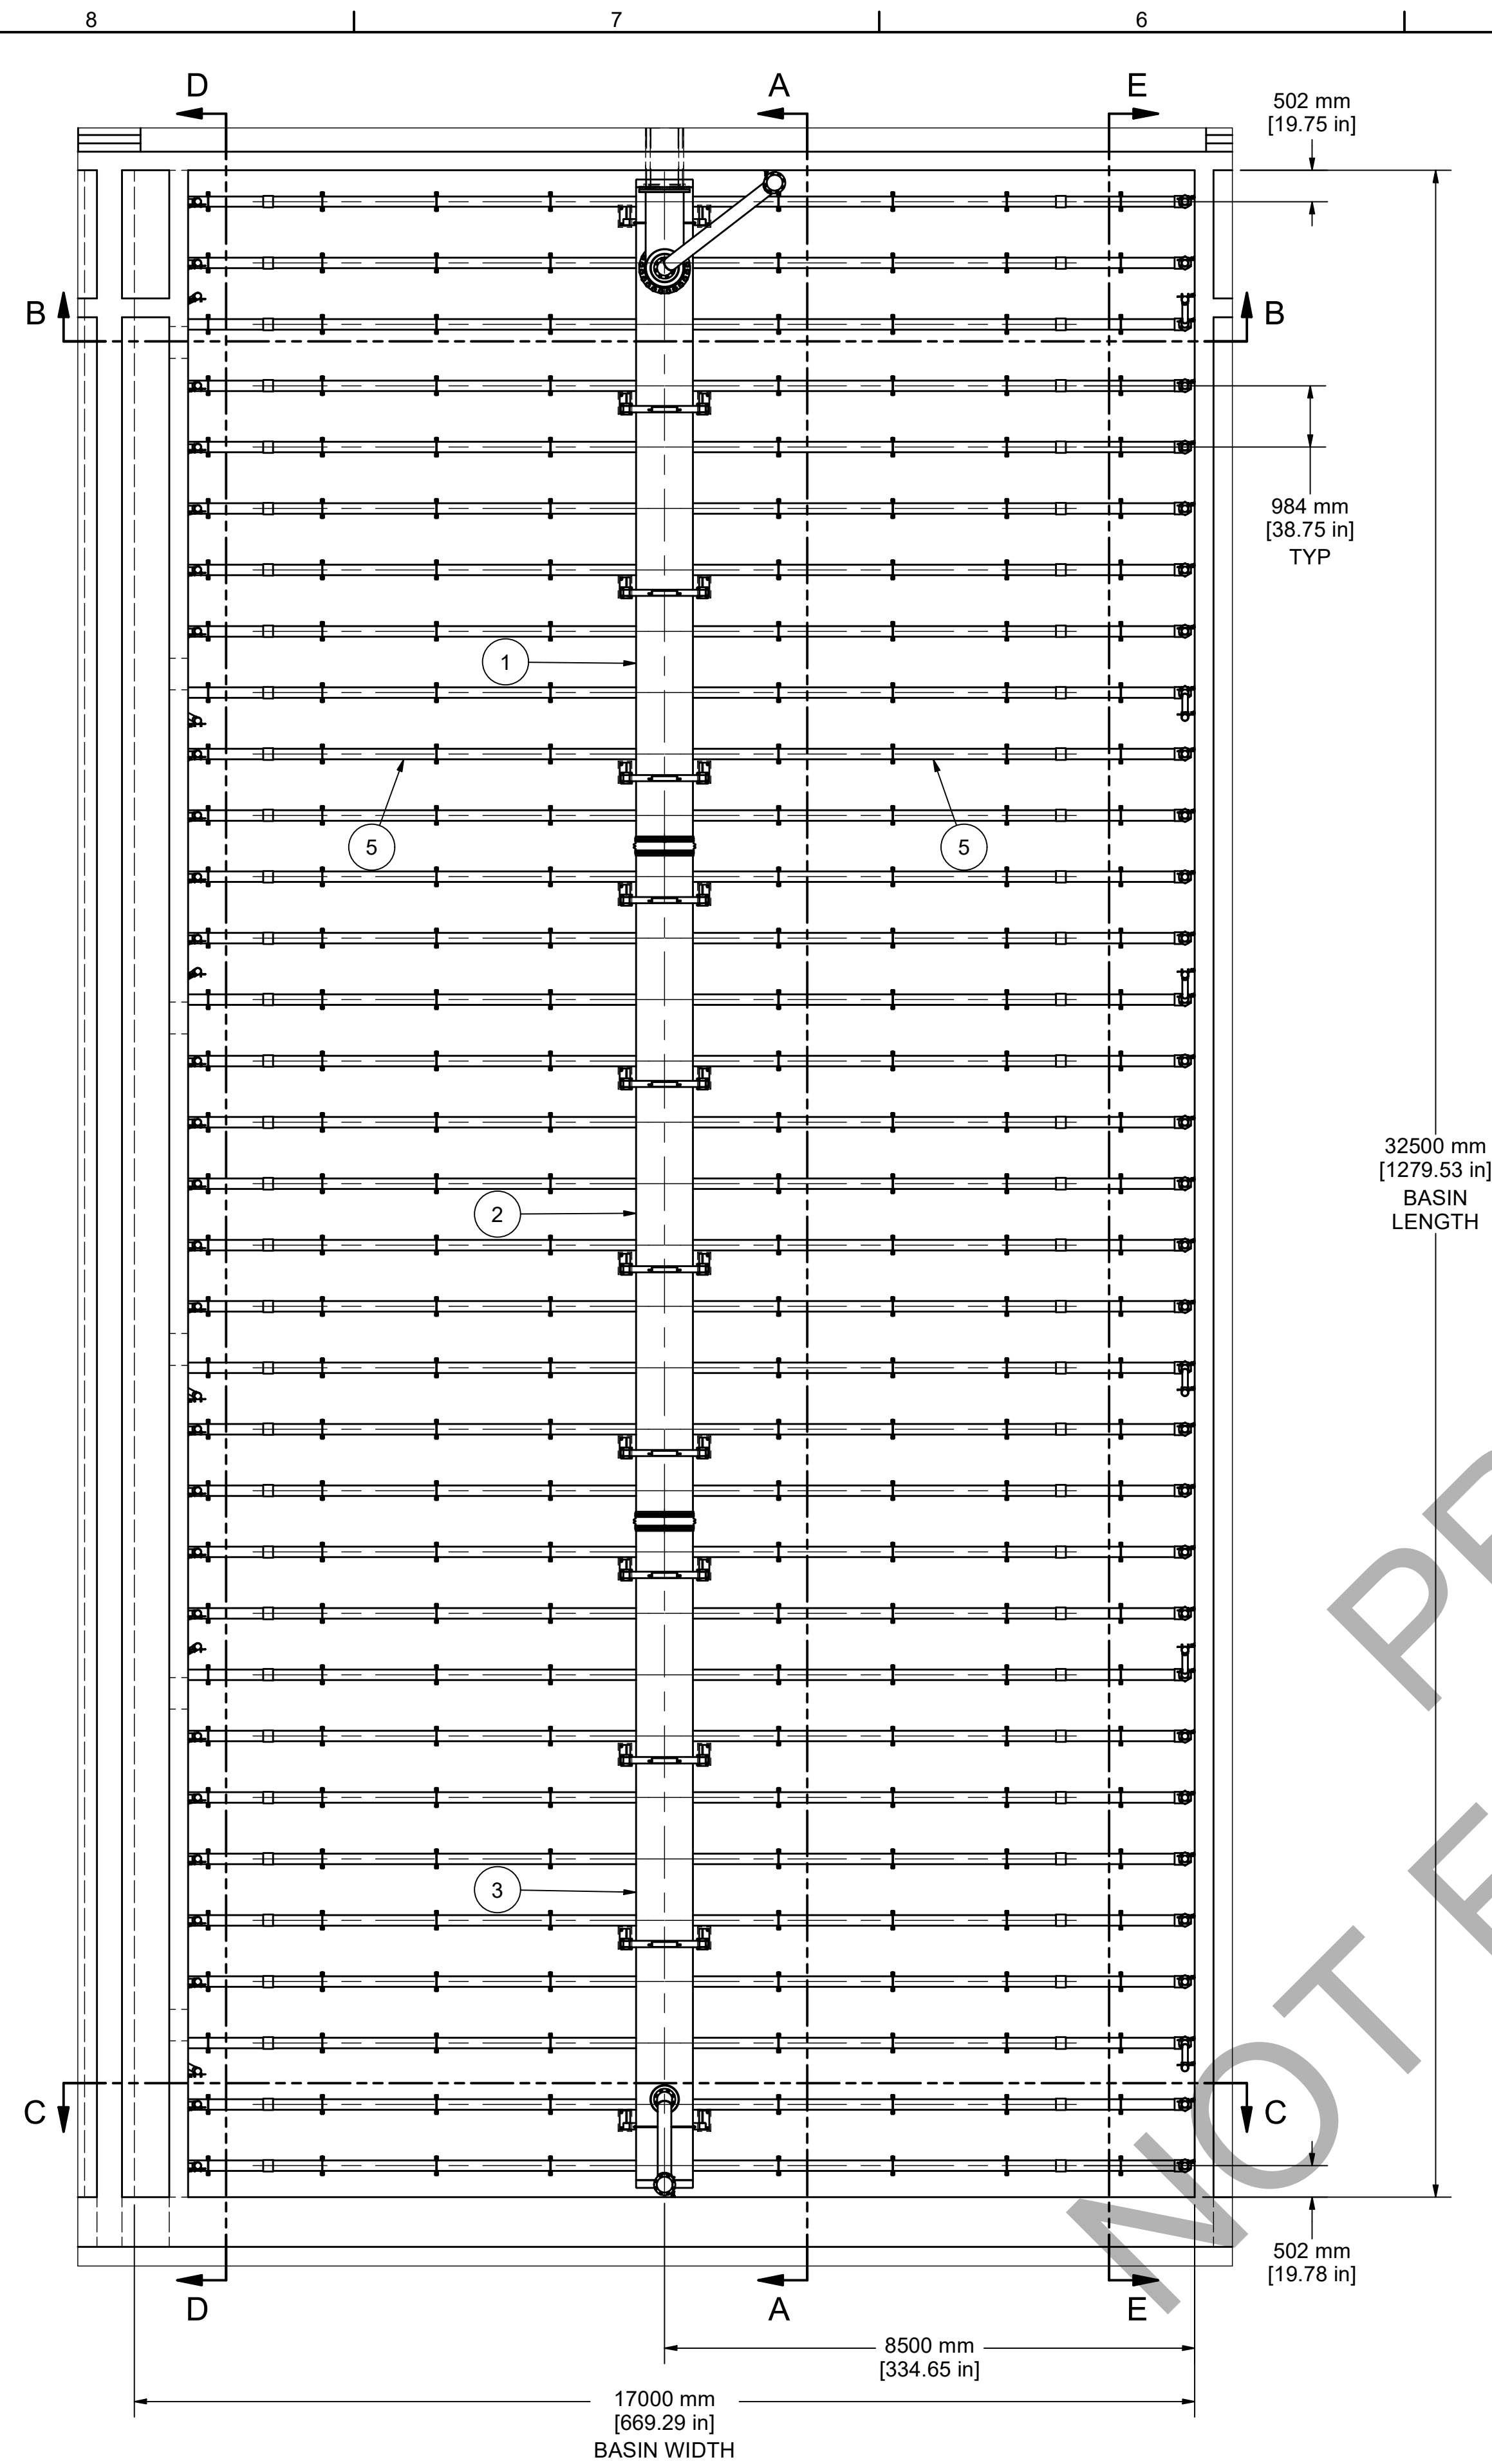 8 7 6
D A E
502 mm
[19.75 in]
B B
984 mm
[38.75 in]
TYP
1
5 5
32500 mm
[1279.53 in]
BASIN
LENGTH
2
3
C C
NOT
502 mm
[19.78 in]
D A E
8500 mm
[334.65 in]
17000 mm
[669.29 in]
BASIN WIDTH